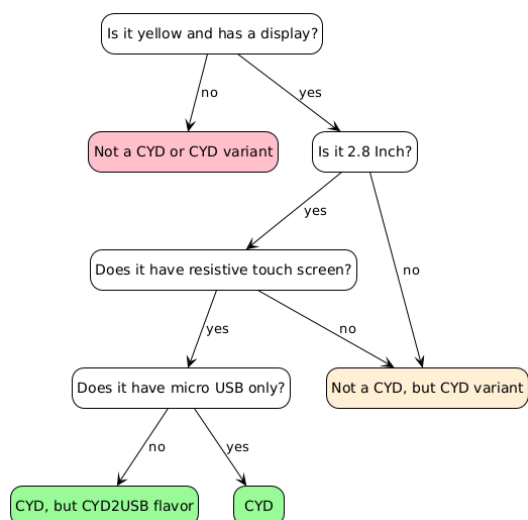 Is it yellow and has a display?
no
yes
Not a CYD or CYD variant
Is it 2.8 Inch?
yes
no
Does it have resistive touch screen?
yes
no
Does it have micro USB only?
Not a CYD, but CYD variant
no
yes
CYD, but CYD2USB flavor
CYD